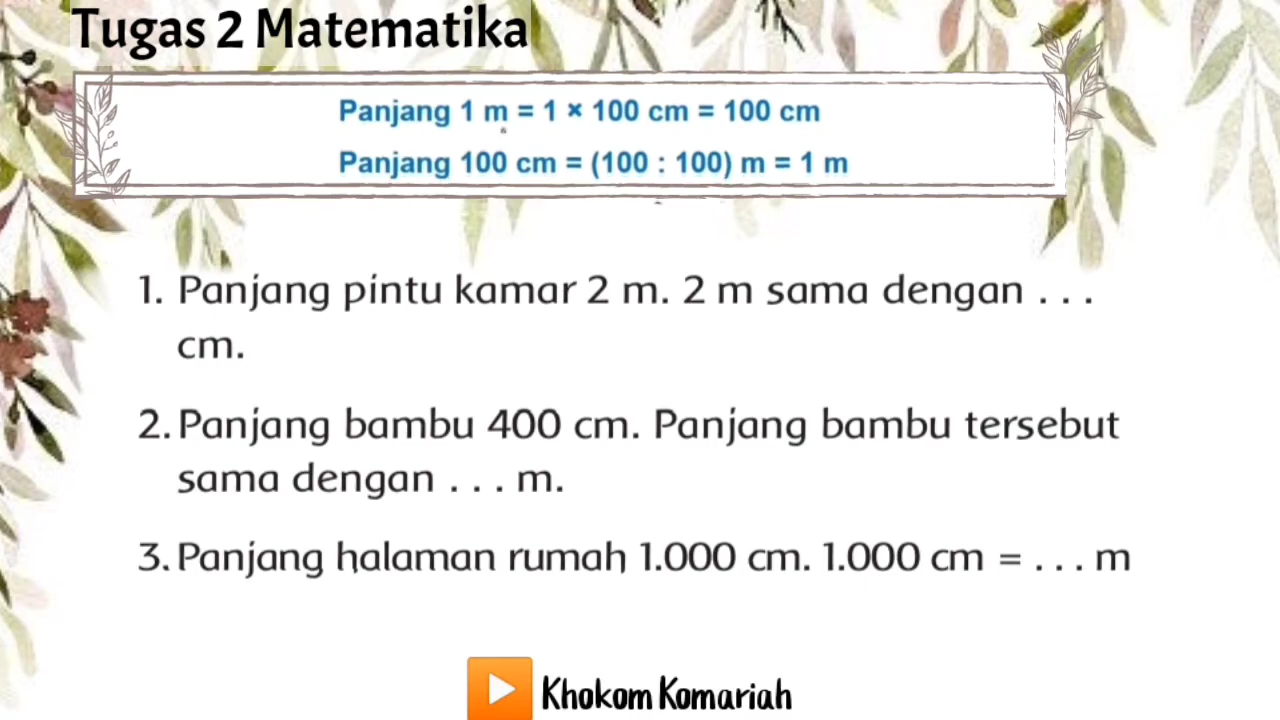 Tugas 2 Matematika
Panjang 1 m = 1 × 100 cm = 100 cm
Panjang 100 cm = (100 : 100) m = 1 m
1. Panjang pintu kamar 2 m. 2 m sama dengan . . .
cm.
2. Panjang bambu 400 cm. Panjang bambu tersebut
sama dengan . . . m.
3. Panjang halaman rumah 1.000 cm. 1.000 cm = . . . m
Khokom Komariah